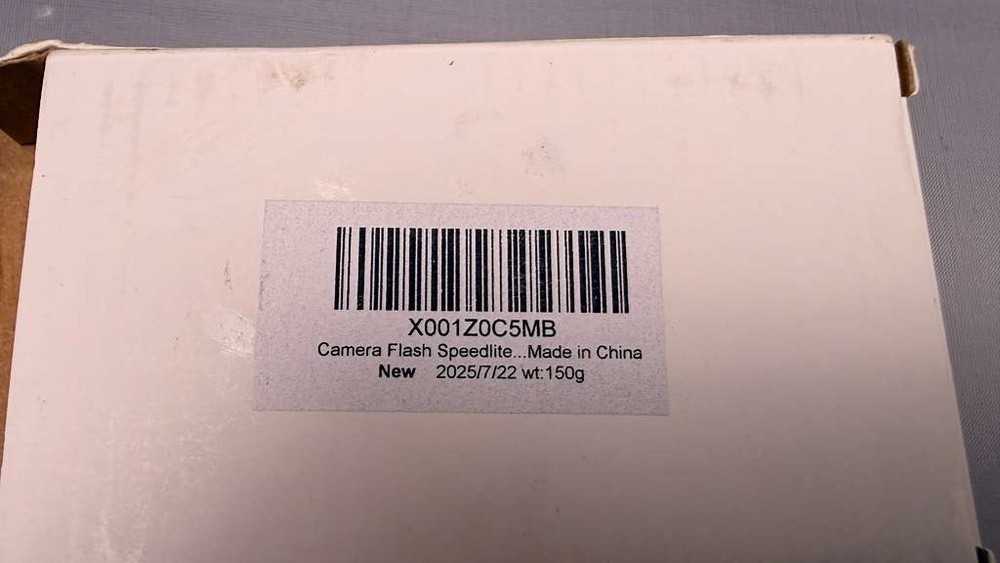 X001Z0C5MB
Camera Flash Speedlite...Made in China
New 2025/7/22 wt:150g